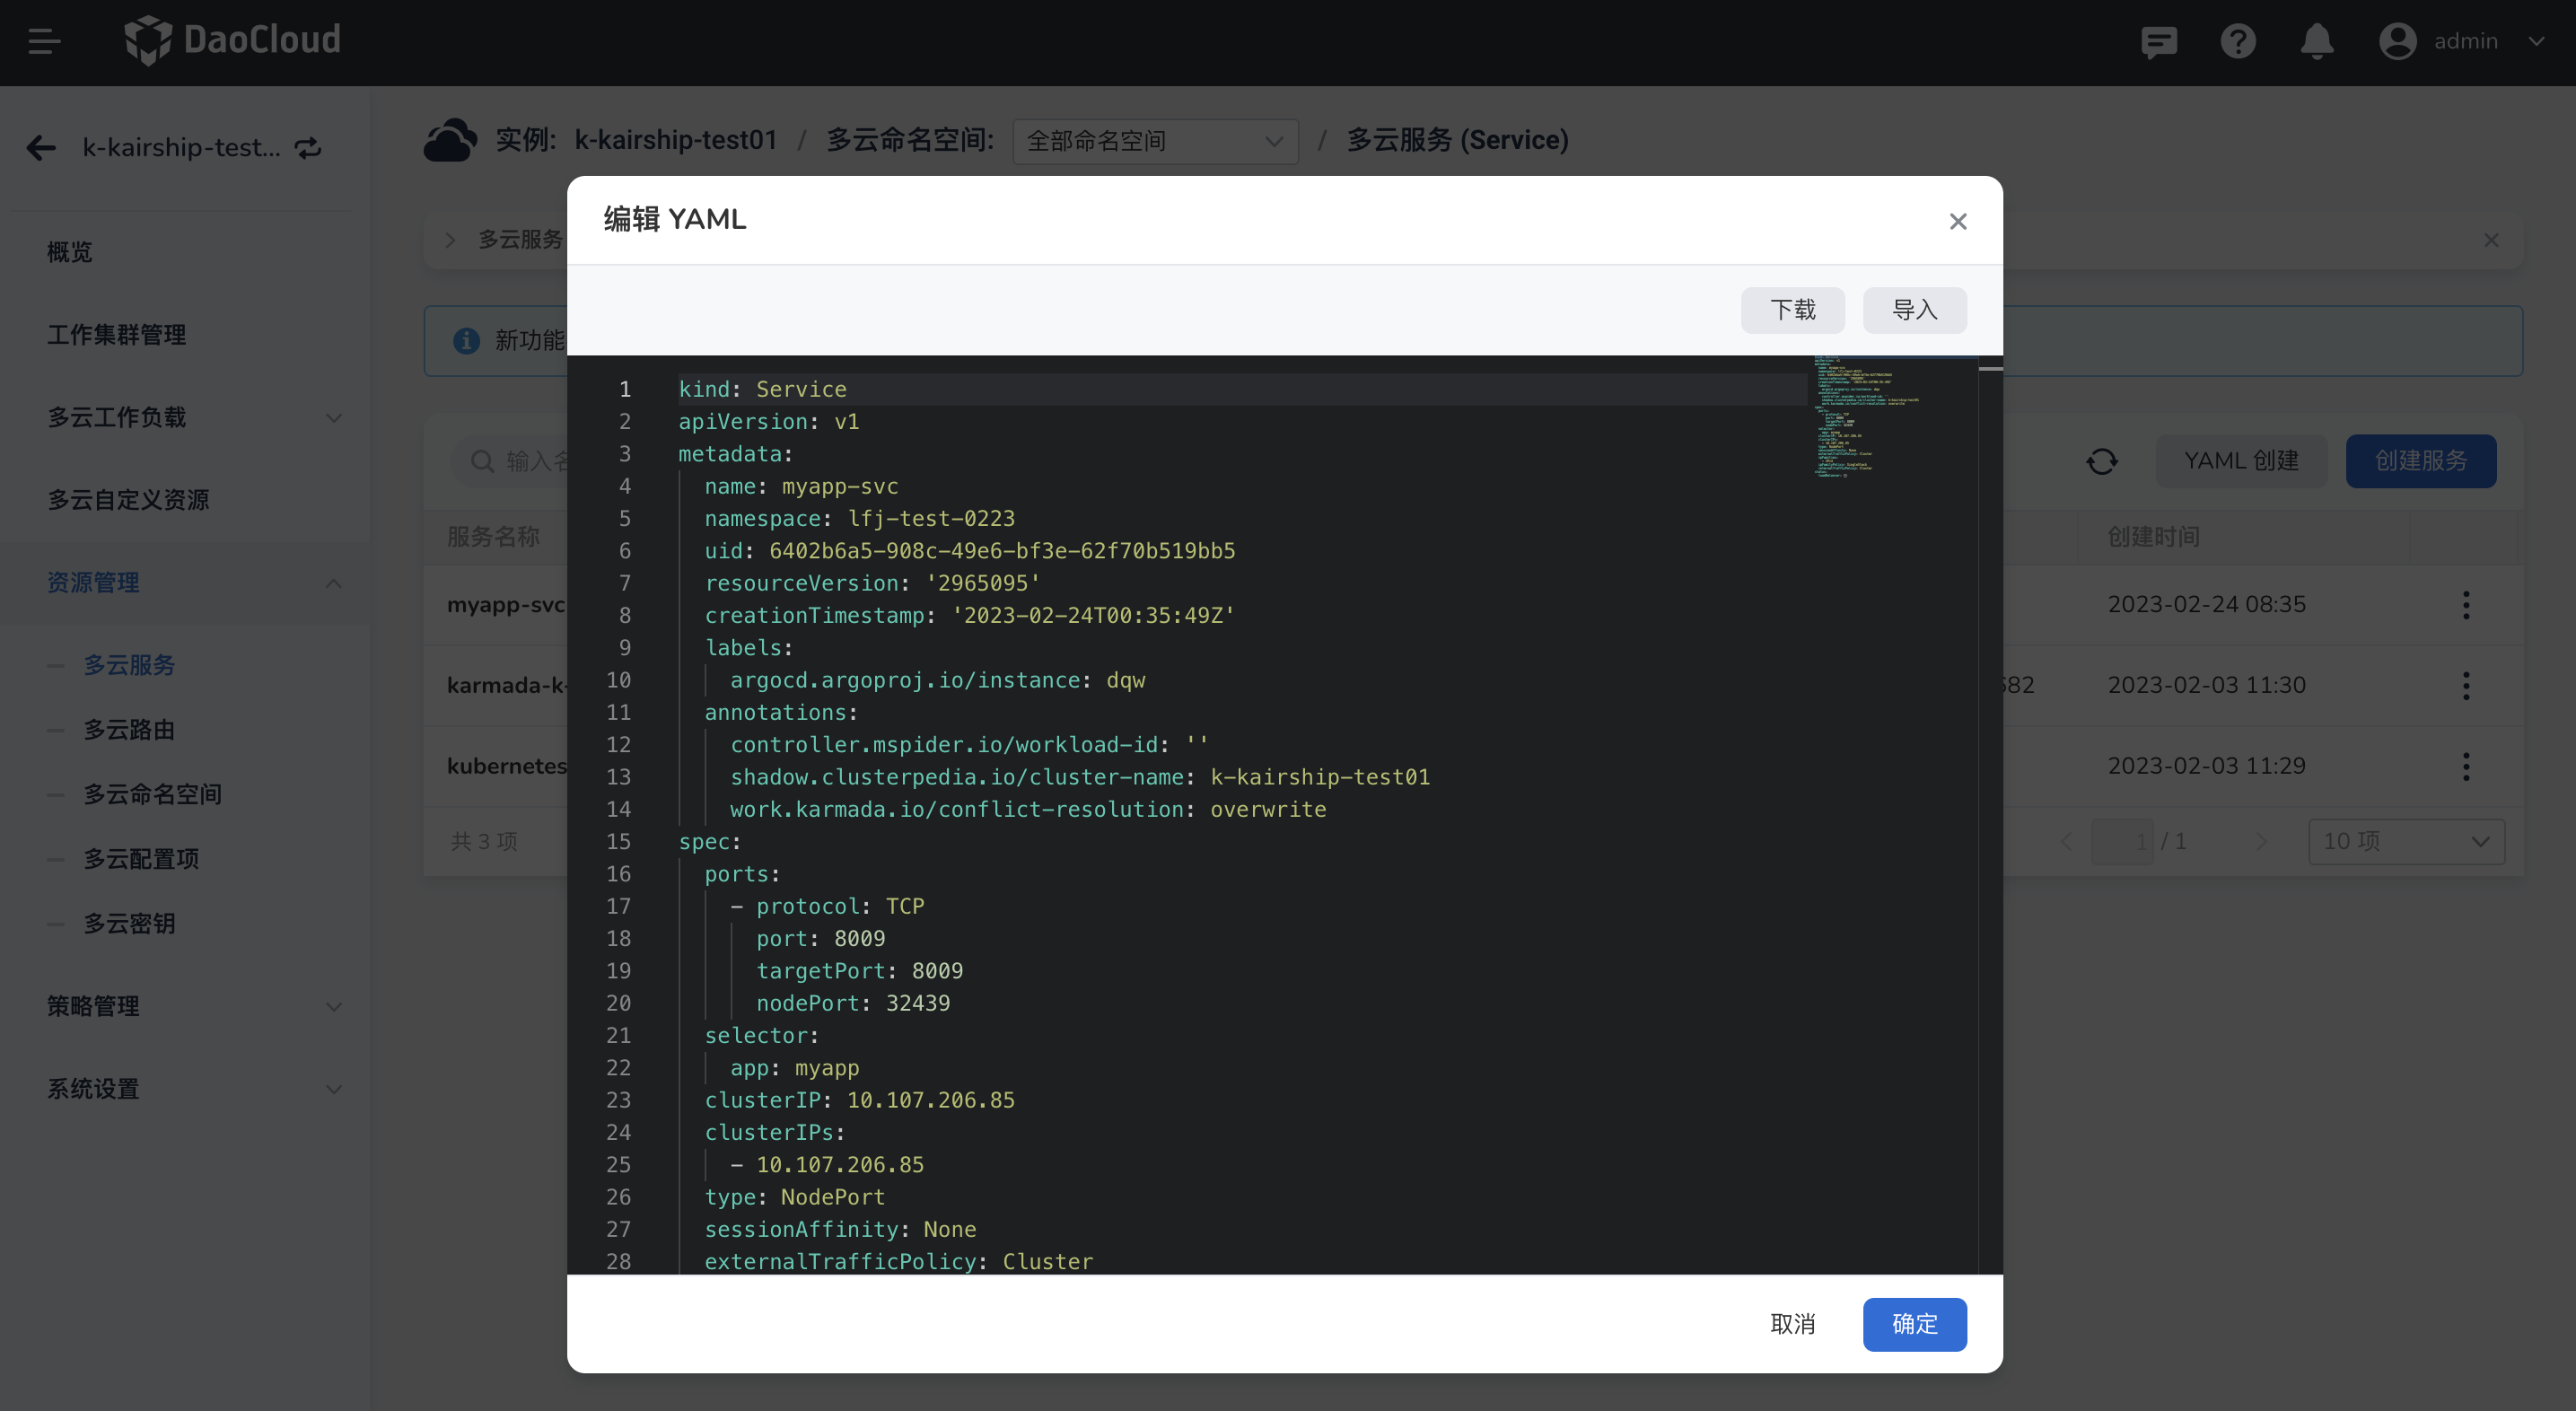 DaoCloud
admin
k-kairship-test...
实例: k-kairship-test01 / 多云命名空间: 全部命名空间 / 多云服务 (Service)
概览
工作集群管理
多云工作负载
多云自定义资源
资源管理
多云服务
多云路由
多云命名空间
多云配置项
多云密钥
策略管理
系统设置
多云服务
新功能
输入名
YAML 创建
创建服务
服务名称
创建时间
myapp-svc
2023-02-24 08:35
karmada-k-
682
2023-02-03 11:30
kubernetes
2023-02-03 11:29
共 3 项
1 / 1
10 项
编辑 YAML
下载
导入
1 kind: Service
2 apiVersion: v1
3 metadata:
4 name: myapp-svc
5 namespace: lfj-test-0223
6 uid: 6402b6a5-908c-49e6-bf3e-62f70b519bb5
7 resourceVersion: '2965095'
8 creationTimestamp: '2023-02-24T00:35:49Z'
9 labels:
10 argocd.argoproj.io/instance: dqw
11 annotations:
12 controller.mspider.io/workload-id: ''
13 shadow.clusterpedia.io/cluster-name: k-kairship-test01
14 work.karmada.io/conflict-resolution: overwrite
15 spec:
16 ports:
17 - protocol: TCP
18 port: 8009
19 targetPort: 8009
20 nodePort: 32439
21 selector:
22 app: myapp
23 clusterIP: 10.107.206.85
24 clusterIPs:
25 - 10.107.206.85
26 type: NodePort
27 sessionAffinity: None
28 externalTrafficPolicy: Cluster
取消
确定